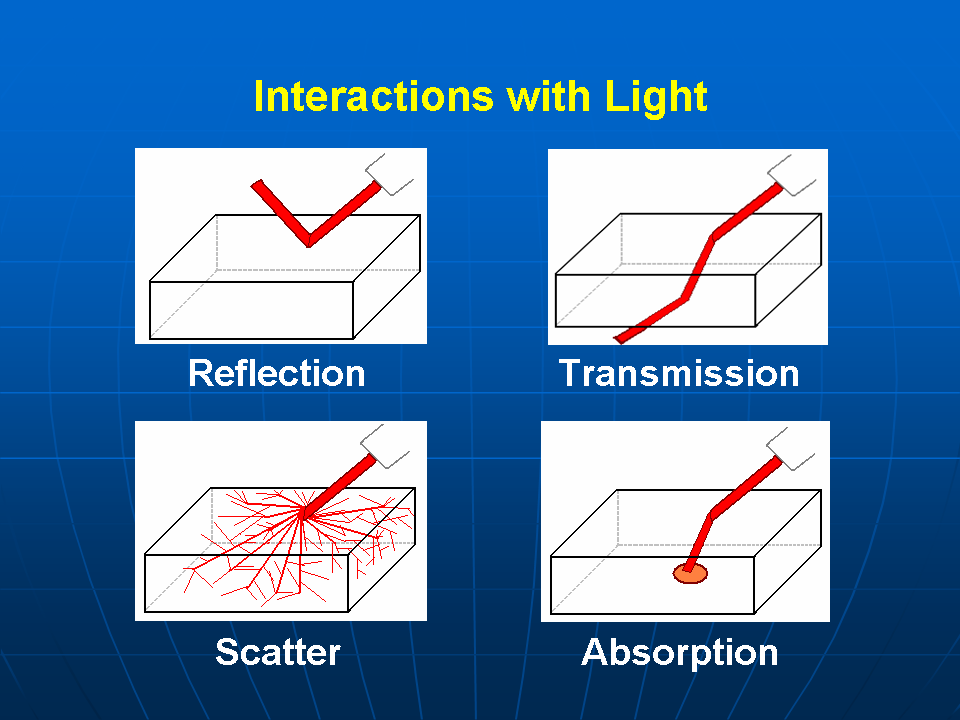 Interactions with Light
Reflection
Transmission
Scatter
Absorption